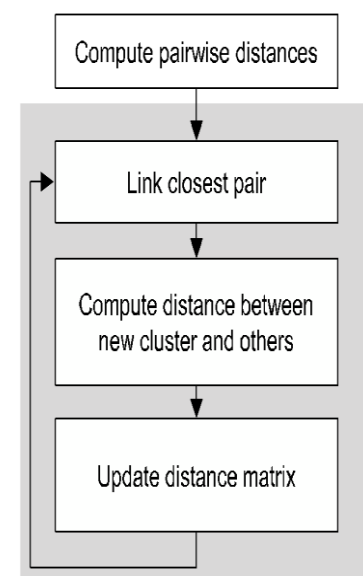 Compute pairwise distances
Link closest pair
Compute distance between
new cluster and others
Update distance matrix